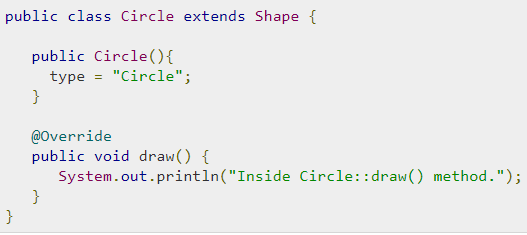 public class Circle extends Shape {
public Circle(){
type = "Circle";
}
@Override
public void draw() {
System.out.println("Inside Circle::draw() method.");
}
}